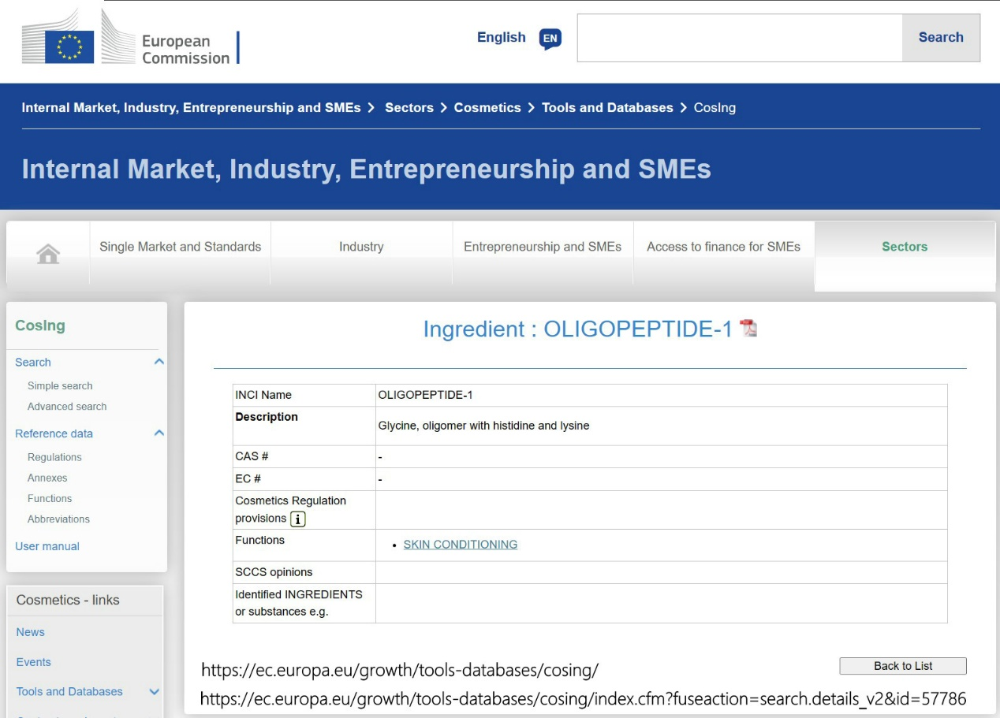 European
Commission
English EN Search
Internal Market, Industry, Entrepreneurship and SMEs > Sectors > Cosmetics > Tools and Databases > CosIng
Internal Market, Industry, Entrepreneurship and SMEs
Single Market and Standards Industry Entrepreneurship and SMEs Access to finance for SMEs Sectors
CosIng
Search
Simple search
Advanced search
Reference data
Regulations
Annexes
Functions
Abbreviations
User manual
Cosmetics - links
News
Events
Tools and Databases
Ingredient : OLIGOPEPTIDE-1
INCI Name OLIGOPEPTIDE-1
Description Glycine, oligomer with histidine and lysine
CAS # -
EC # -
Cosmetics Regulation
provisions i
Functions • SKIN CONDITIONING
SCCS opinions
Identified INGREDIENTS
or substances e.g.
https://ec.europa.eu/growth/tools-databases/cosing/
Back to List
https://ec.europa.eu/growth/tools-databases/cosing/index.cfm?fuseaction=search.details_v2&id=57786